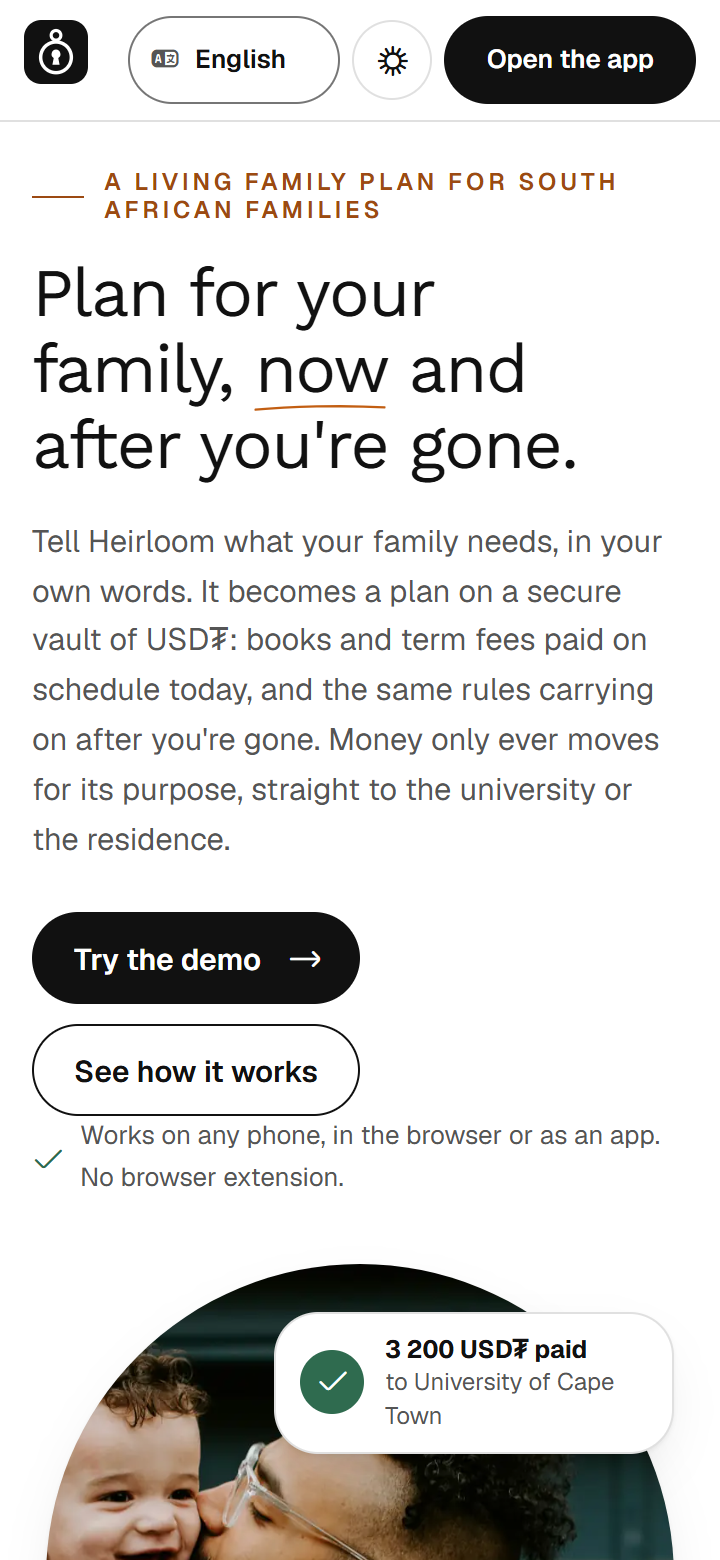 English
Open the app
A LIVING FAMILY PLAN FOR SOUTH
AFRICAN FAMILIES
Plan for your
family, now and
after you're gone.
Tell Heirloom what your family needs, in your
own words. It becomes a plan on a secure
vault of USD₮: books and term fees paid on
schedule today, and the same rules carrying
on after you're gone. Money only ever moves
for its purpose, straight to the university or
the residence.
Try the demo
See how it works
Works on any phone, in the browser or as an app.
No browser extension.
3 200 USD₮ paid
to University of Cape
Town